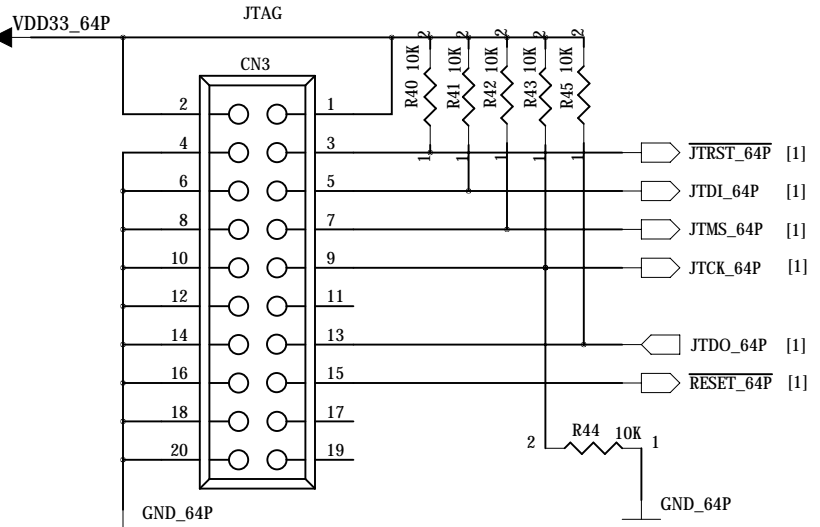 JTAG
VDD33_64P
CN3
R40 10K
R41 10K
R42 10K
R43 10K
R45 10K
2
2
2
2
2
1
1
1
1
1
2 1
4 3
6 5
8 7
10 9
12 11
14 13
16 15
18 17
20 19
JTRST_64P [1]
JTDI_64P [1]
JTMS_64P [1]
JTCK_64P [1]
JTDO_64P [1]
RESET_64P [1]
2 R44 10K 1
GND_64P
GND_64P